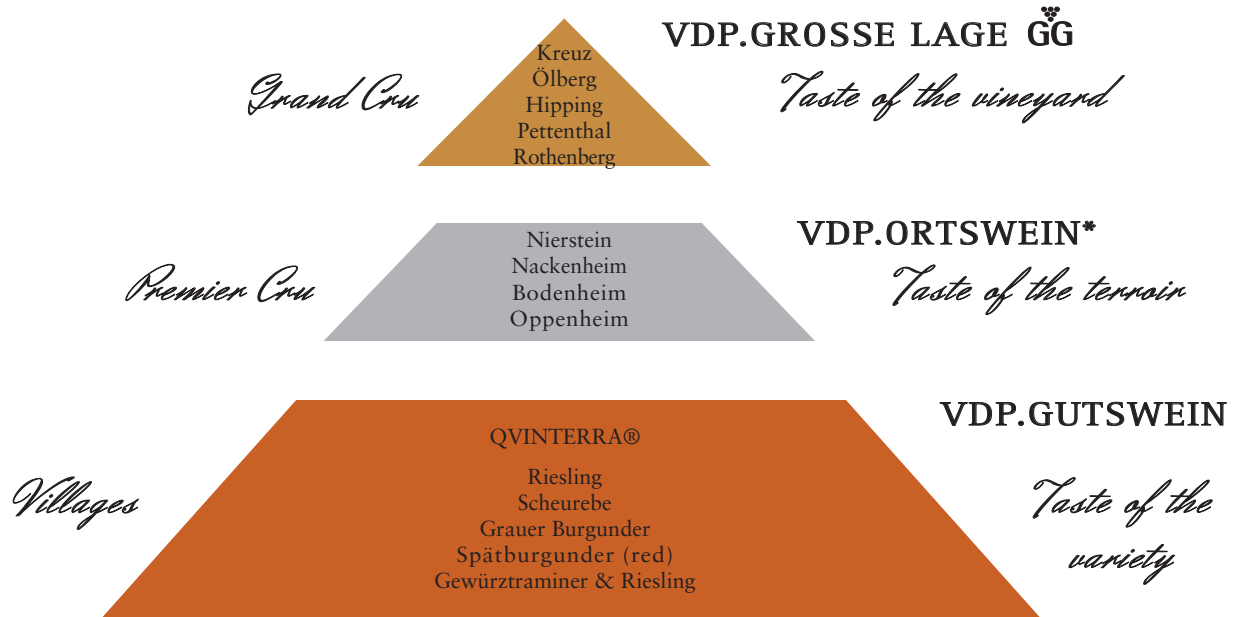 VDP.GROSSE LAGE GG
Grand Cru
Taste of the vineyard
Kreuz
Ölberg
Hipping
Pettenthal
Rothenberg
VDP.ORTSWEIN*
Premier Cru
Taste of the terroir
Nierstein
Nackenheim
Bodenheim
Oppenheim
VDP.GUTSWEIN
Villages
Taste of the
variety
QVINTERRA®
Riesling
Scheurebe
Grauer Burgunder
Spätburgunder (red)
Gewürztraminer & Riesling